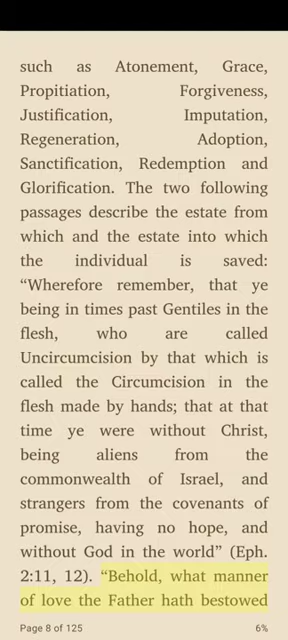 such as Atonement, Grace,
Propitiation, Forgiveness,
Justification, Imputation,
Regeneration, Adoption,
Sanctification, Redemption and
Glorification. The two following
passages describe the estate from
which and the estate into which
the individual is saved:
“Wherefore remember, that ye
being in times past Gentiles in the
flesh, who are called
Uncircumcision by that which is
called the Circumcision in the
flesh made by hands; that at that
time ye were without Christ,
being aliens from the
commonwealth of Israel, and
strangers from the covenants of
promise, having no hope, and
without God in the world” (Eph.
2:11, 12). “Behold, what manner
of love the Father hath bestowed
Page 8 of 125 6%